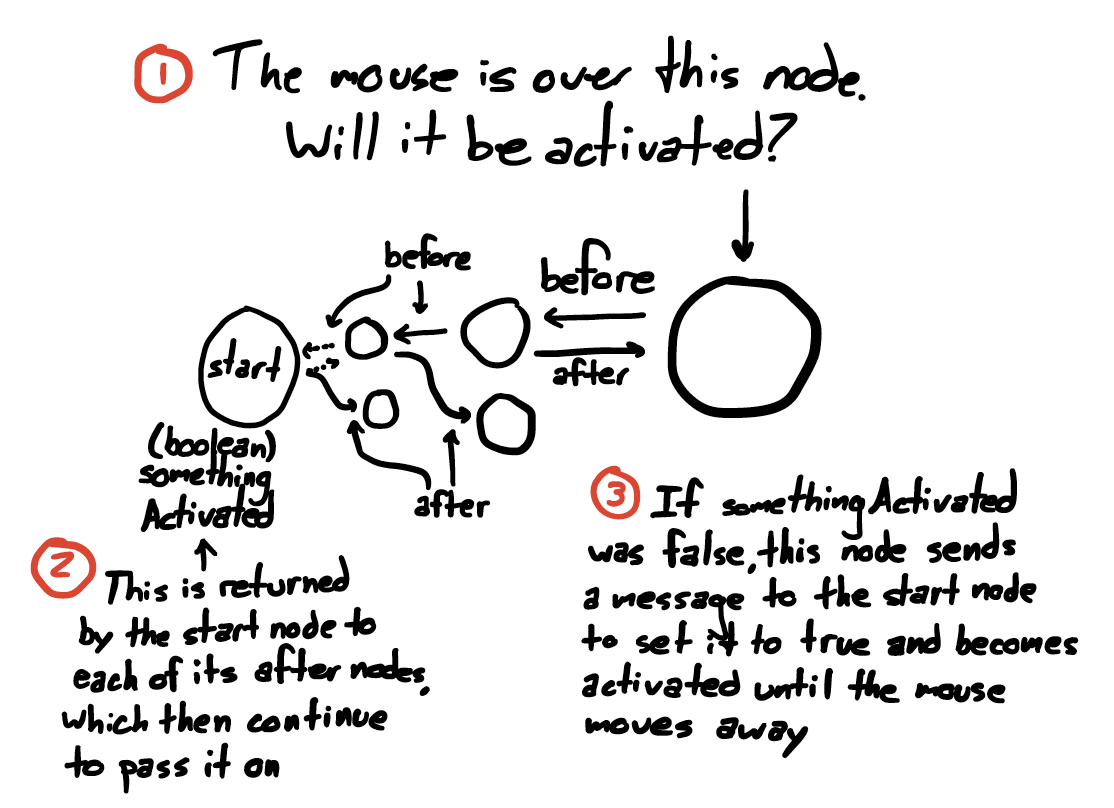 1 The mouse is over this node.
Will it be activated?
before
before
start
after
(boolean)
something
Activated
after
2 This is returned
by the start node to
each of its after nodes,
which then continue
to pass it on
3 If somethingActivated
was false, this node sends
a message to the start node
to set it to true and becomes
activated until the mouse
moves away